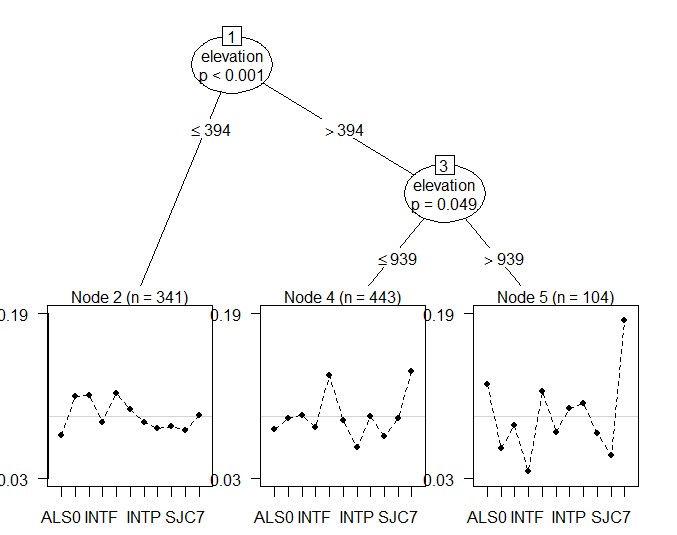 1
elevation
p < 0.001
≤ 394
> 394
3
elevation
p = 0.049
≤ 939
> 939
Node 2 (n = 341)
Node 4 (n = 443)
Node 5 (n = 104)
0.19
0.19
0.19
0.03
0.03
0.03
ALS0 INTF INTP SJC7
ALS0 INTF INTP SJC7
ALS0 INTF INTP SJC7